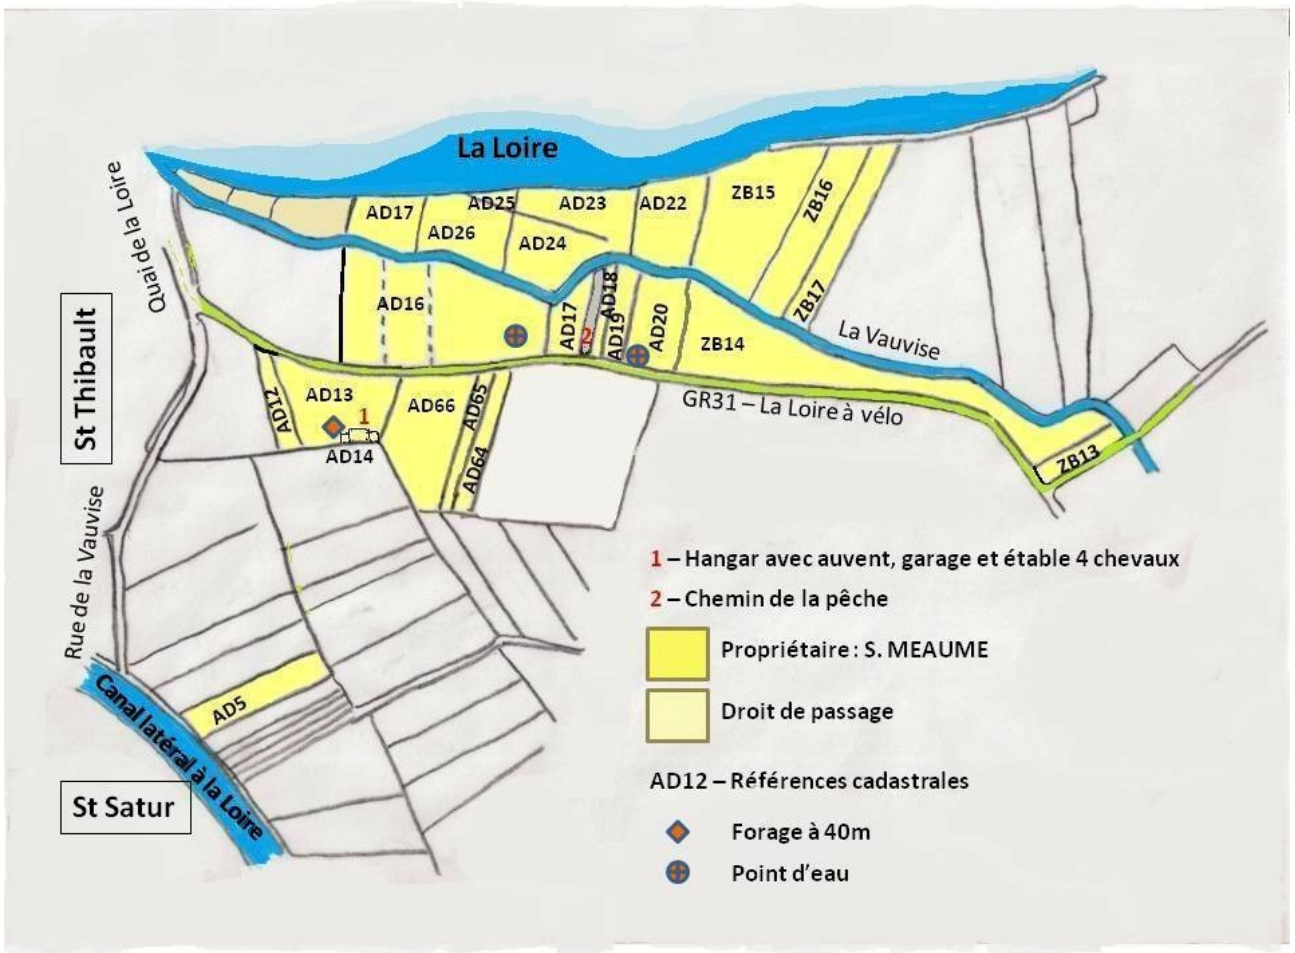 La Loire
Quai de la Loire
AD17
AD25
AD23
AD22
ZB15
ZB16
AD26
AD24
AD16
AD17
2
AD18
AD19
AD20
ZB14
ZB17
La Vauvise
St Thibault
AD12
AD13
1
AD14
AD66
AD65
AD64
GR31 – La Loire à vélo
ZB13
Rue de la Vauvise
AD5
Canal latéral à la Loire
St Satur
1 – Hangar avec auvent, garage et étable 4 chevaux
2 – Chemin de la pêche
Propriétaire : S. MEAUME
Droit de passage
AD12 – Références cadastrales
Forage à 40m
Point d'eau